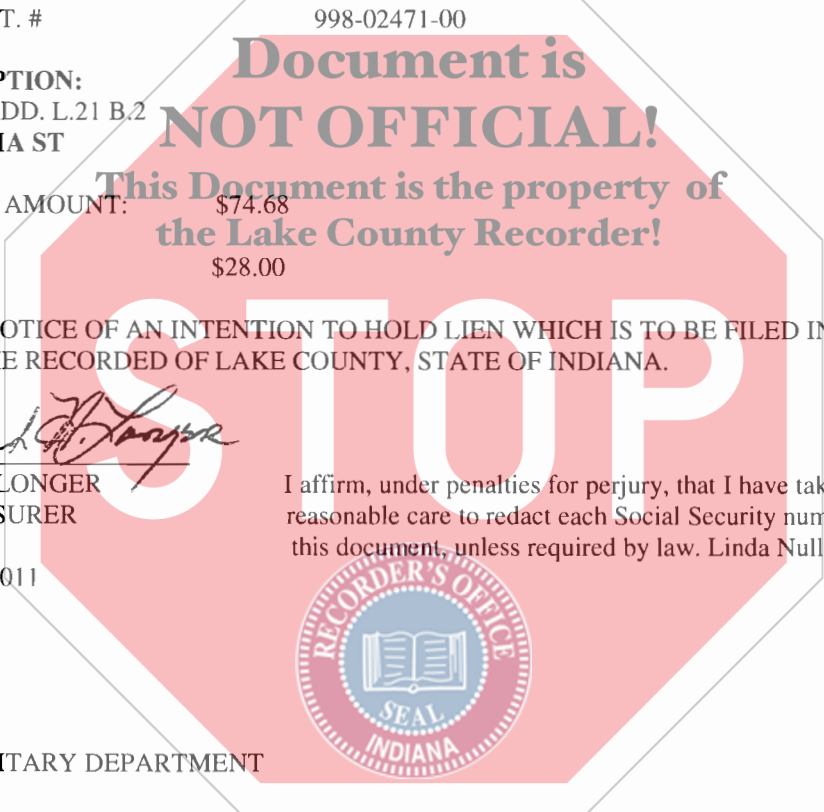 T. # 998-02471-00
Document is
PTION:
DD. L.21 B.2
NOT OFFICIAL!
IA ST
This Document is the property of
AMOUNT: $74.68
the Lake County Recorder!
$28.00
OTICE OF AN INTENTION TO HOLD LIEN WHICH IS TO BE FILED IN
E RECORDED OF LAKE COUNTY, STATE OF INDIANA.
STOP
LONGER
SURER
I affirm, under penalties for perjury, that I have tak
reasonable care to redact each Social Security num
this document, unless required by law. Linda Null
011
RECORDER'S OFFICE
SEAL
INDIANA
ITARY DEPARTMENT